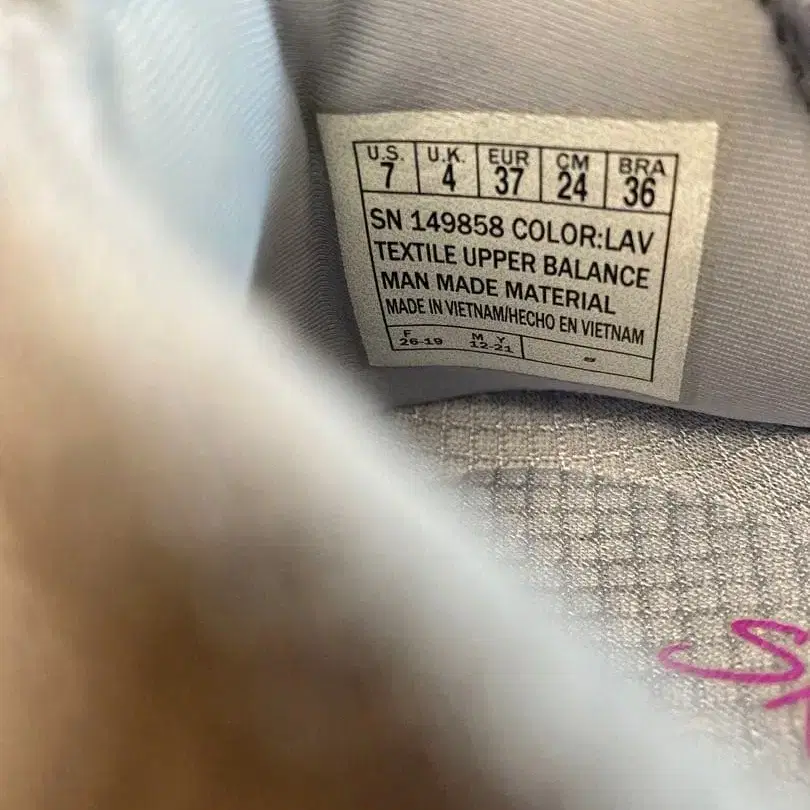 U.S. U.K. EUR CM BRA
7 4 37 24 36
SN 149858 COLOR:LAV
TEXTILE UPPER BALANCE
MAN MADE MATERIAL
MADE IN VIETNAM/HECHO EN VIETNAM
F M Y
26-19 12-21